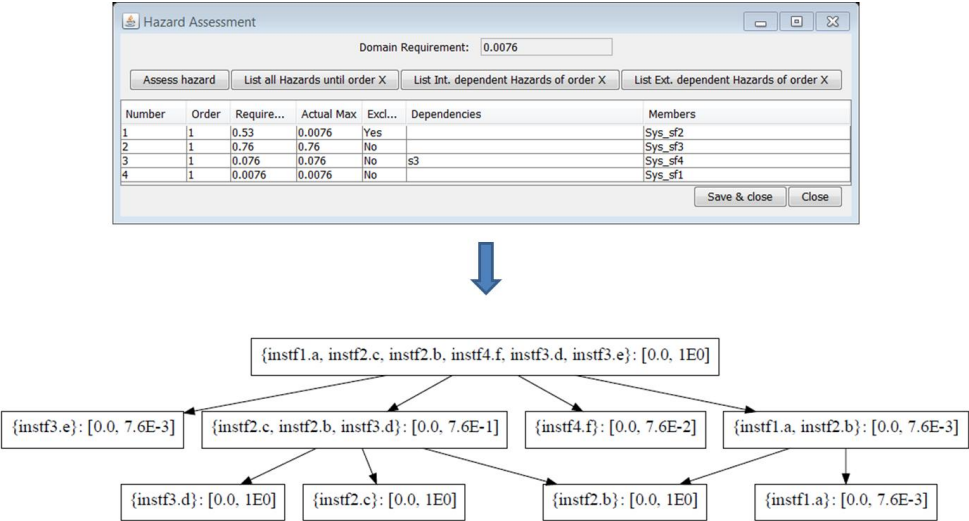 Hazard Assessment
Domain Requirement: 0.0076
Assess hazard List all Hazards until order X List Int. dependent Hazards of order X List Ext. dependent Hazards of order X
Number Order Require... Actual Max Excl... Dependencies Members
1 1 0.53 0.0076 Yes Sys_sf2
2 1 0.76 0.76 No Sys_sf3
3 1 0.076 0.076 No s3 Sys_sf4
4 1 0.0076 0.0076 No Sys_sf1
Save & close Close
{instf1.a, instf2.c, instf2.b, instf4.f, instf3.d, instf3.e}: [0.0, 1E0]
{instf3.e}: [0.0, 7.6E-3] {instf2.c, instf2.b, instf3.d}: [0.0, 7.6E-1] {instf4.f}: [0.0, 7.6E-2] {instf1.a, instf2.b}: [0.0, 7.6E-3]
{instf3.d}: [0.0, 1E0] {instf2.c}: [0.0, 1E0] {instf2.b}: [0.0, 1E0] {instf1.a}: [0.0, 7.6E-3]